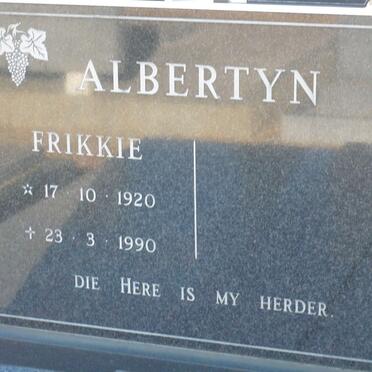 ALBERTYN
FRIKKIE
☆ 17 · 10 · 1920
† 23 · 3 · 1990
DIE HERE IS MY HERDER.